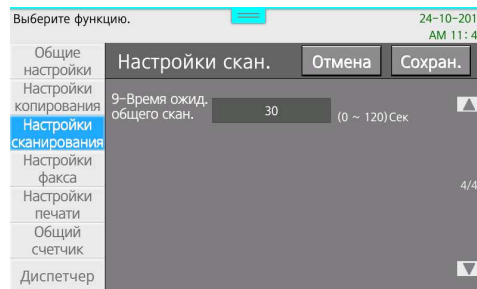 Выберите функцию.
24-10-201
AM 11: 4
Общие
настройки
Настройки
копирования
Настройки
сканирования
Настройки
факса
Настройки
печати
Общий
счетчик
Диспетчер
Настройки скан.
Отмена
Сохран.
9-Время ожид.
общего скан.
30
(0 ~ 120) Сек
4/4